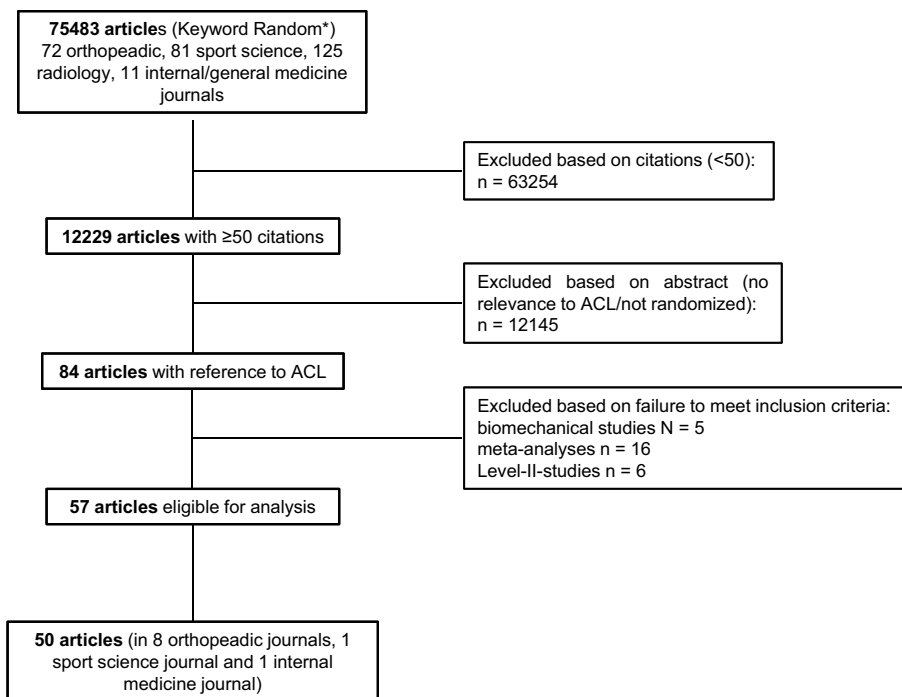 75483 articles (Keyword Random*)
72 orthopeadic, 81 sport science, 125
radiology, 11 internal/general medicine
journals
Excluded based on citations (<50):
n = 63254
12229 articles with ≥50 citations
Excluded based on abstract (no
relevance to ACL/not randomized):
n = 12145
84 articles with reference to ACL
Excluded based on failure to meet inclusion criteria:
biomechanical studies N = 5
meta-analyses n = 16
Level-II-studies n = 6
57 articles eligible for analysis
50 articles (in 8 orthopeadic journals, 1
sport science journal and 1 internal
medicine journal)